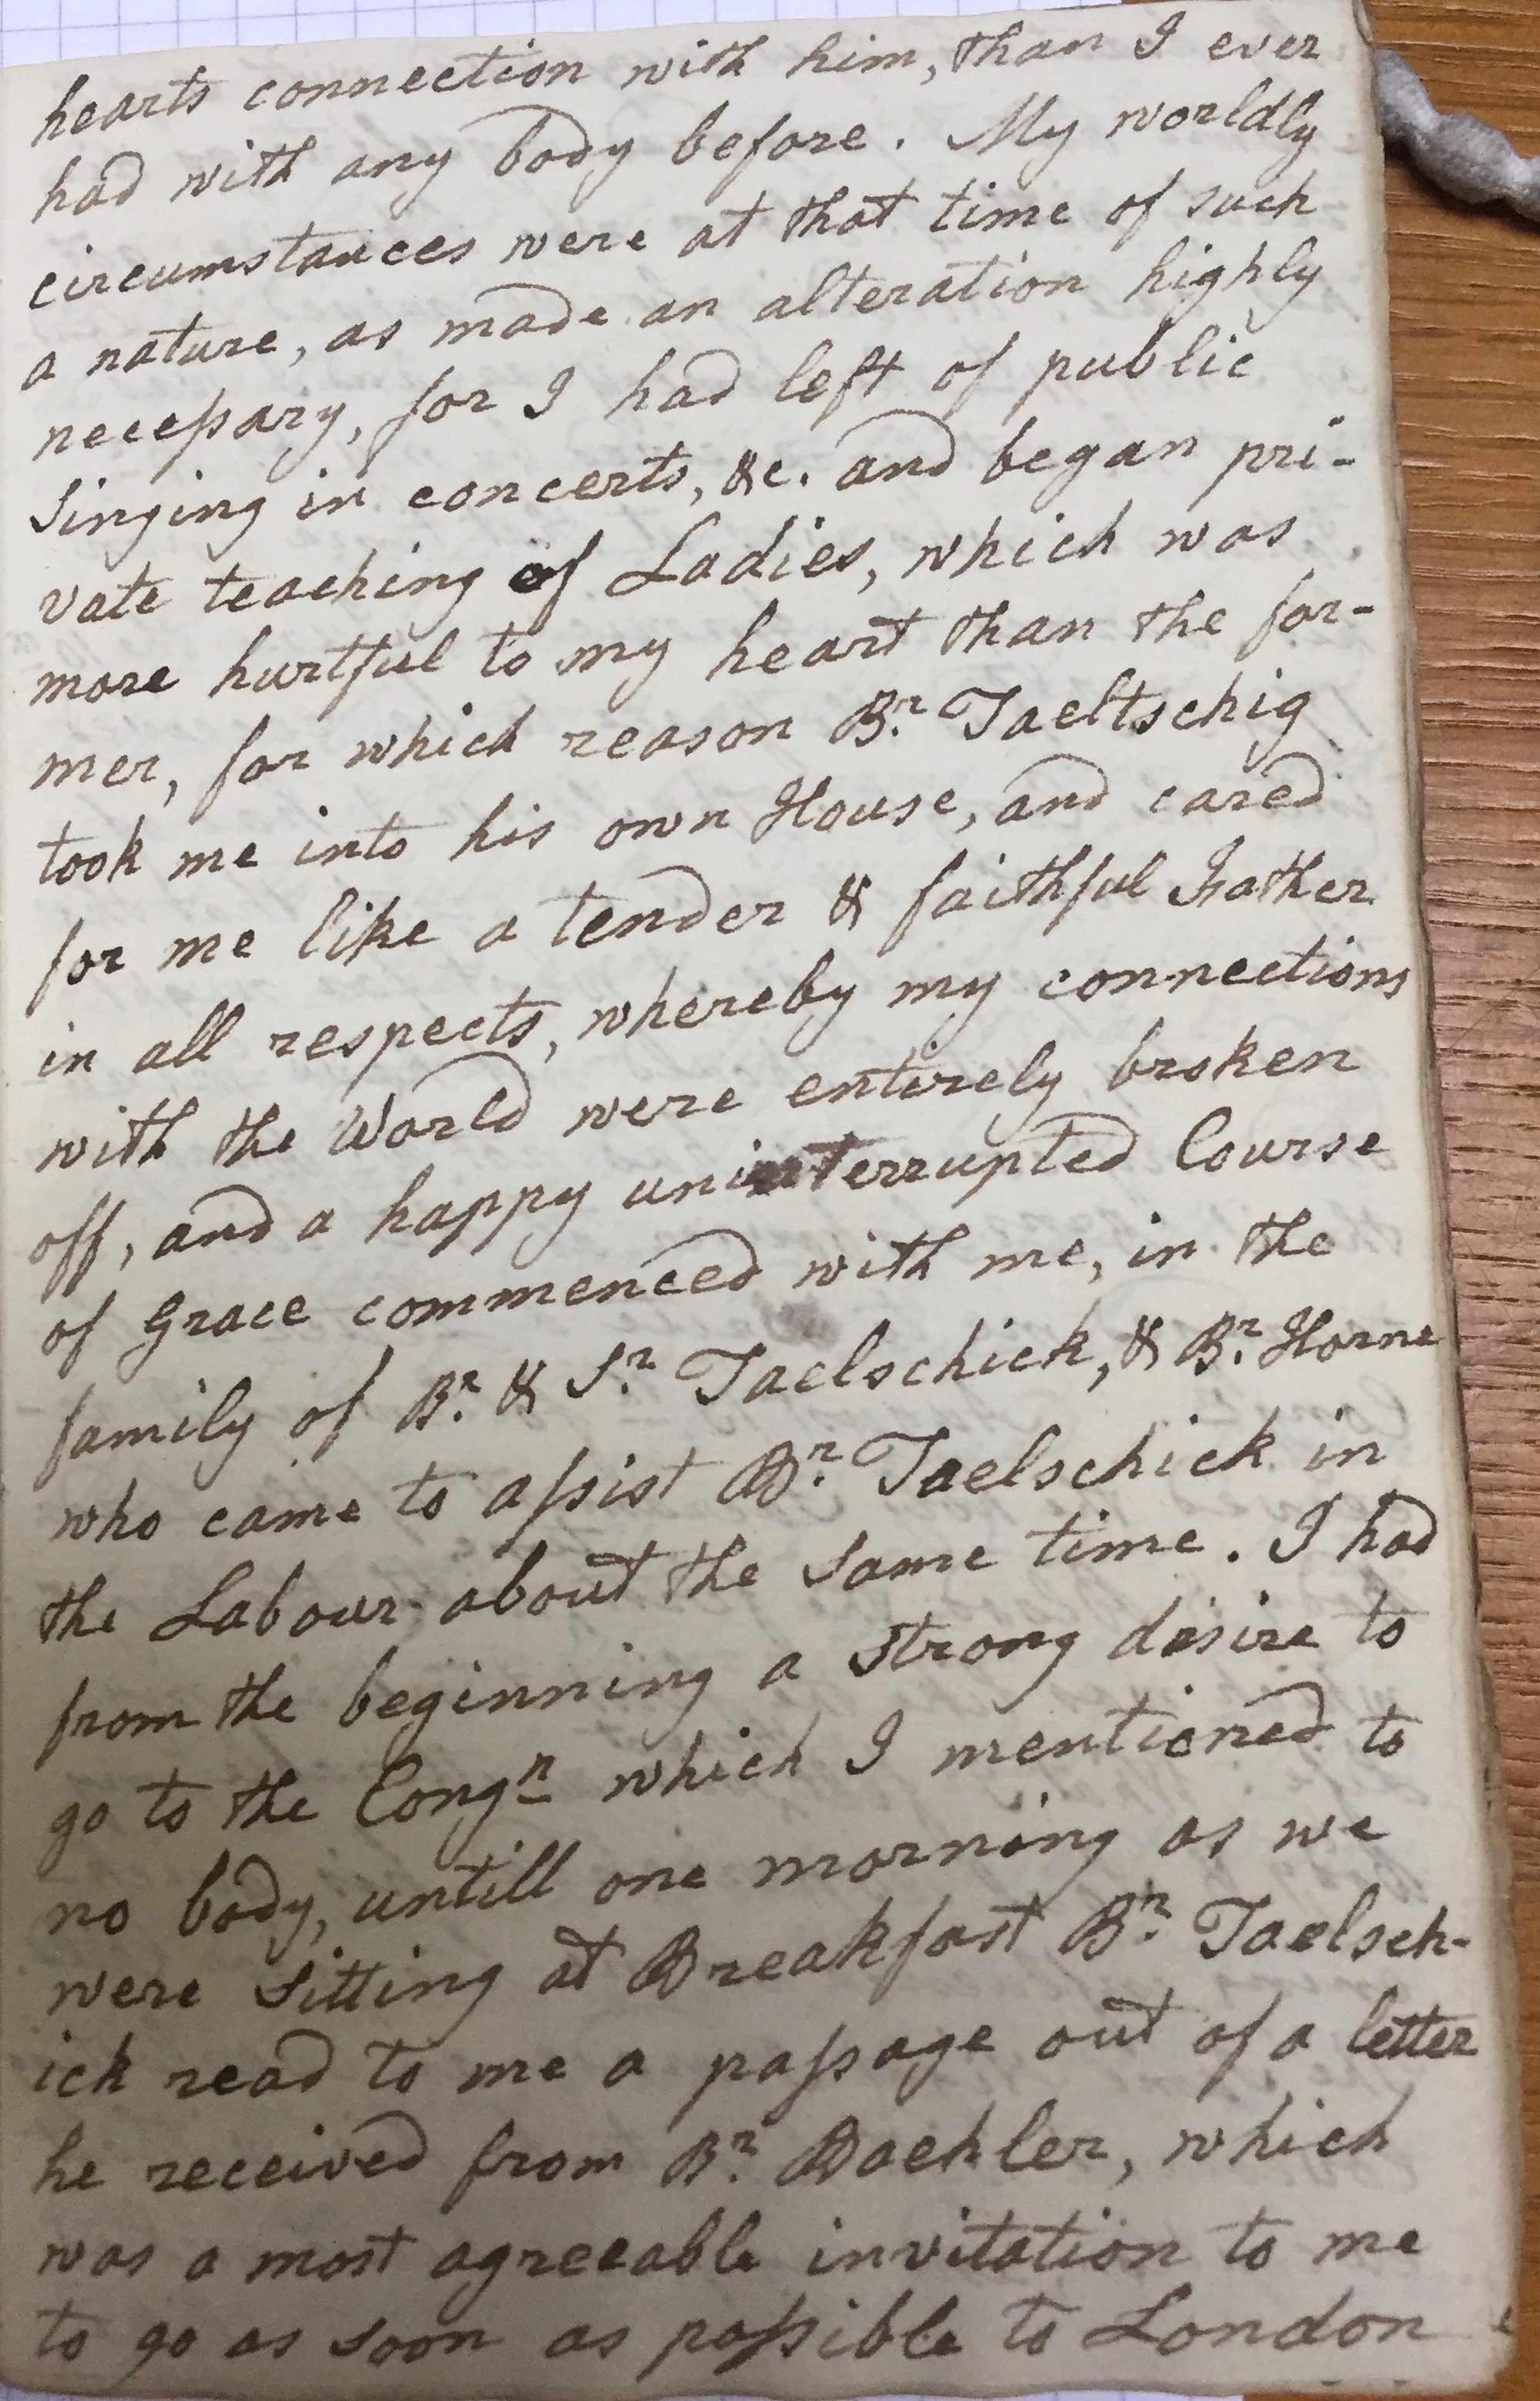 hearts connection with him, than I ever
had with any body before. My worldly
circumstances were at that time of such
a nature, as made an alteration highly
neceſsary, for I had left of public
Singing in concerts, &c. and began pri-
vate teaching of Ladies, which was
more hurtful to my heart than the for-
mer, for which reason Br. Taeltschig
took me into his own House, and cared
for me like a tender & faithful Father
in all respects, whereby my connections
with the World were entirely broken
off, and a happy uninterrupted Course
of Grace commenced with me, in the
family of Br. & Sr. Taelschick, & Br. Horne
who came to aſsist Br. Taelschick in
the Labour about the Same time. I had
from the beginning a strong desire to
go to the Congn which I mentioned to
no body, untill one morning as we
were Sitting at Breakfast Br. Taelsch-
ick read to me a paſsage out of a letter
he received from Br. Boehler, which
was a most agreeable invitation to me
to go as soon as poſsible to London